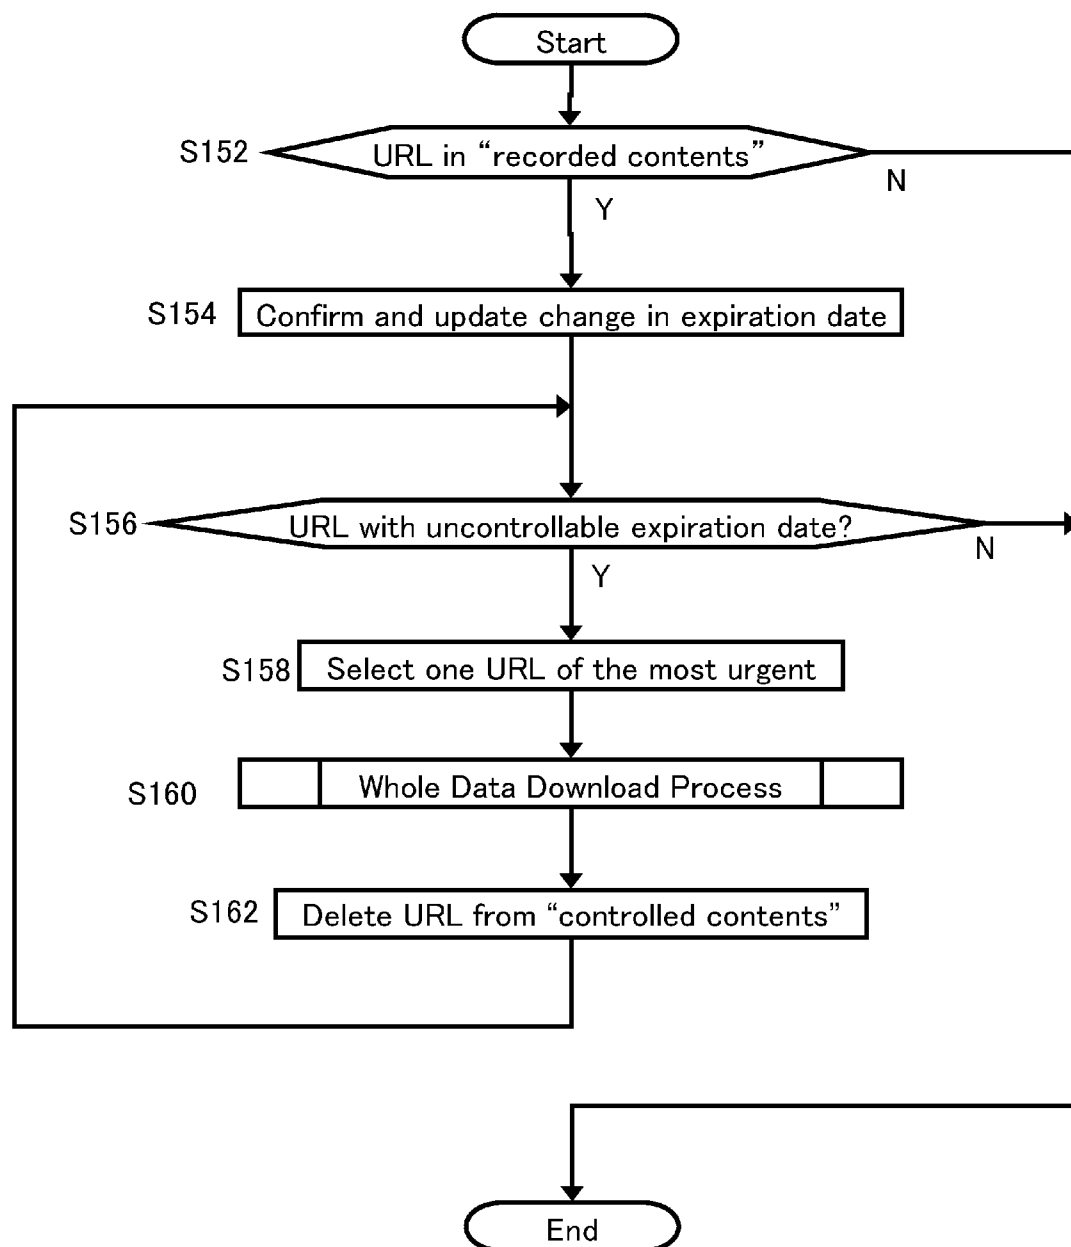 Start
S152
URL in “recorded contents”
N
Y
S154
Confirm and update change in expiration date
S156
URL with uncontrollable expiration date?
N
Y
S158
Select one URL of the most urgent
S160
Whole Data Download Process
S162
Delete URL from “controlled contents”
End